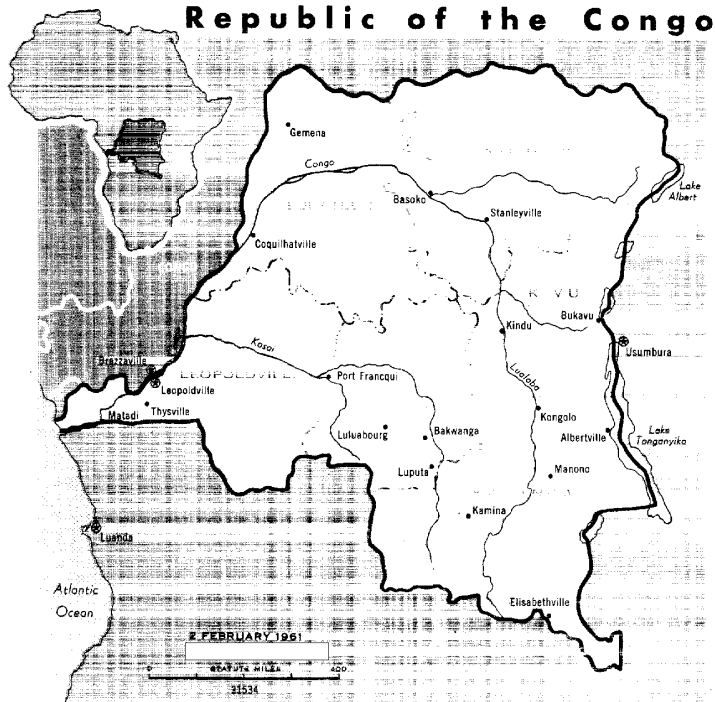 Republic of the Congo
Gemena
Congo
Lake
Albert
Basoko
Stanleyville
Coquilhatville
K VU
Bukavu
Kindu
Usumbura
Kasai
Brazzaville
LEOPOLDVILLE
Port Francqui
Leopoldville
Lualaba
Matadi
Thysville
Kongolo
Luluabourg
Bakwanga
Albertville
Lake
Tanganyika
Luputa
Manono
Kamina
Luanda
Atlantic
Ocean
Elisabethville
2 FEBRUARY 1961
0 STATUTE MILES 400
31534